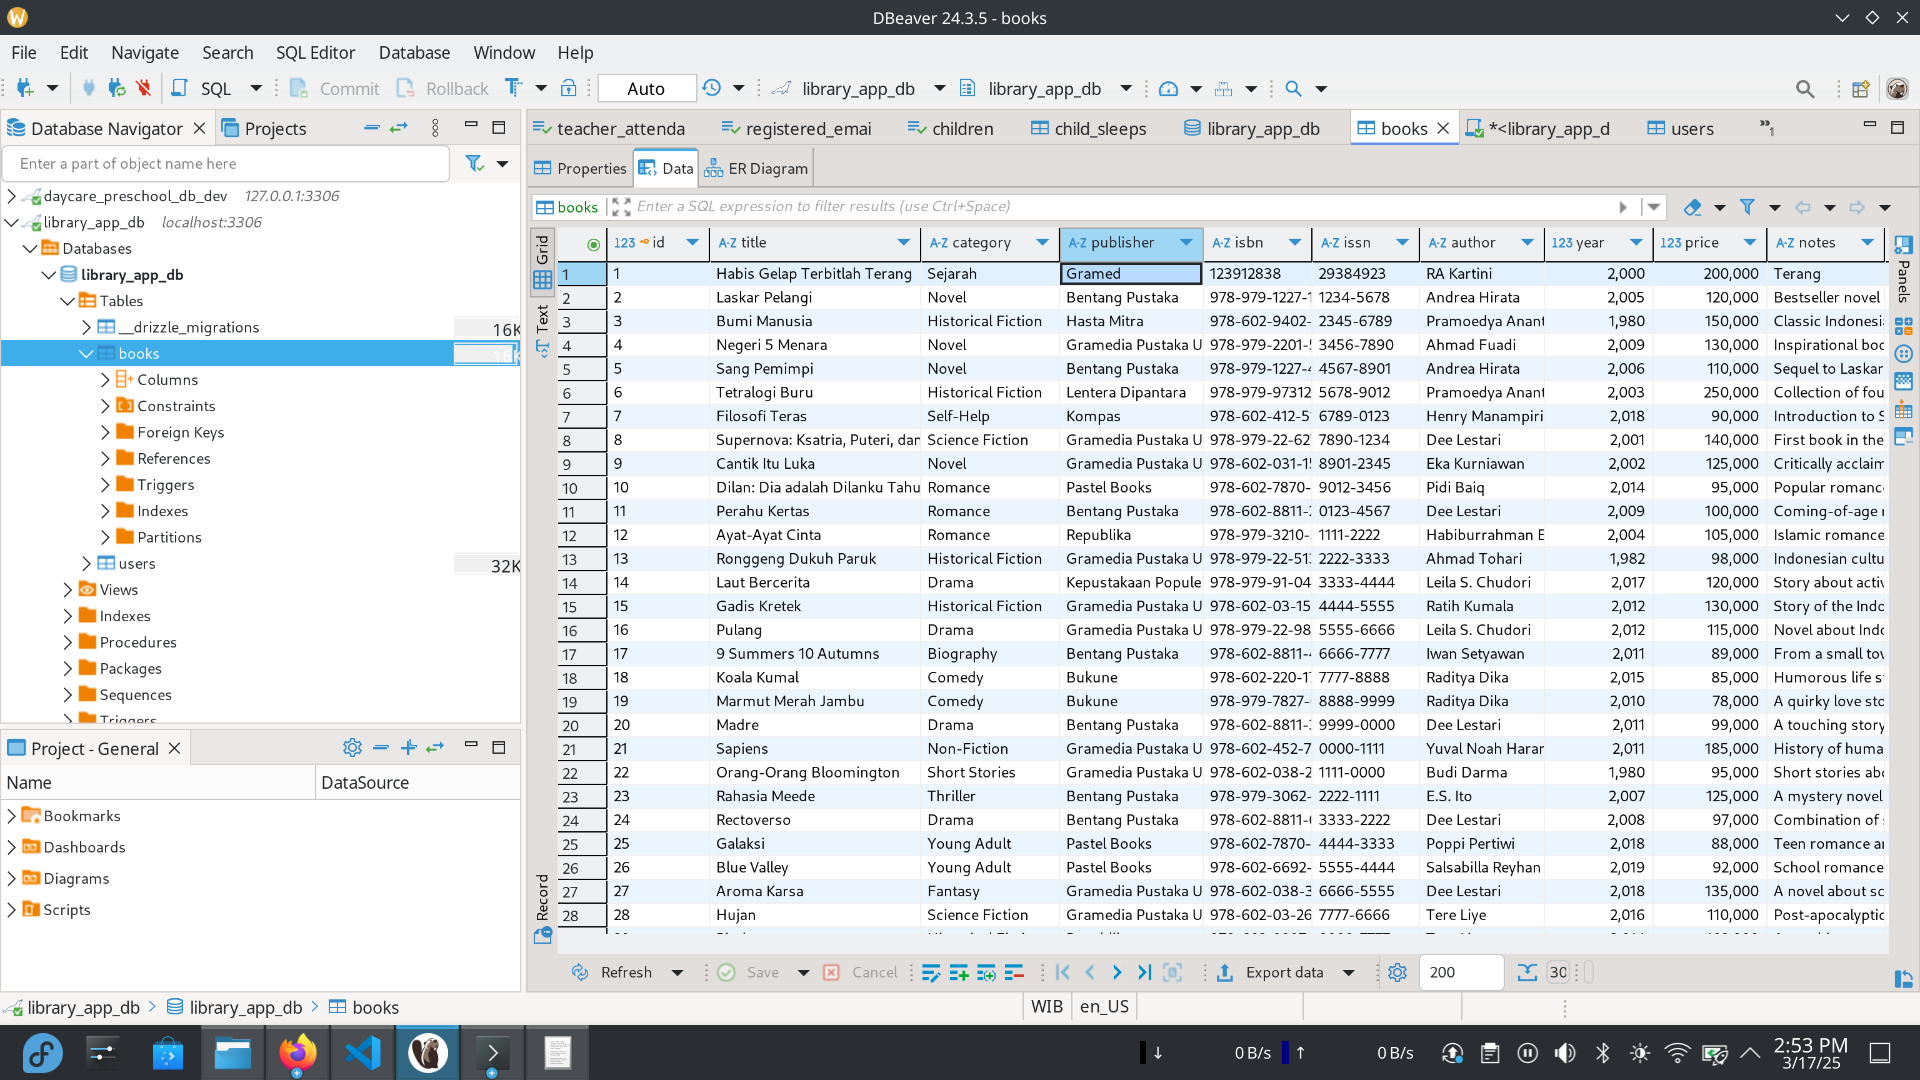 DBeaver 24.3.5 - books
File Edit Navigate Search SQL Editor Database Window Help
SQL Commit Rollback Auto library_app_db library_app_db
Database Navigator Projects
teacher_attenda registered_emai children child_sleeps library_app_db books *<library_app_d users
Enter a part of object name here
Properties Data ER Diagram
books Enter a SQL expression to filter results (use Ctrl+Space)
daycare_preschool_db_dev 127.0.0.1:3306
library_app_db localhost:3306
Databases
library_app_db
Tables
__drizzle_migrations 16K
books 16K
Columns
Constraints
Foreign Keys
References
Triggers
Indexes
Partitions
users 32K
Views
Indexes
Procedures
Packages
Sequences
Triggers
Project - General
Name DataSource
Bookmarks
Dashboards
Diagrams
Scripts
Grid
Text
Record
Panels
123 id A-Z title A-Z category A-Z publisher A-Z isbn A-Z issn A-Z author 123 year 123 price A-Z notes
1 1 Habis Gelap Terbitlah Terang Sejarah Gramed 123912838 29384923 RA Kartini 2,000 200,000 Terang
2 2 Laskar Pelangi Novel Bentang Pustaka 978-979-1227-1 1234-5678 Andrea Hirata 2,005 120,000 Bestseller novel
3 3 Bumi Manusia Historical Fiction Hasta Mitra 978-602-9402- 2345-6789 Pramoedya Anant 1,980 150,000 Classic Indonesi
4 4 Negeri 5 Menara Novel Gramedia Pustaka U 978-979-2201-5 3456-7890 Ahmad Fuadi 2,009 130,000 Inspirational boo
5 5 Sang Pemimpi Novel Bentang Pustaka 978-979-1227-4 4567-8901 Andrea Hirata 2,006 110,000 Sequel to Laskar
6 6 Tetralogi Buru Historical Fiction Lentera Dipantara 978-979-97312 5678-9012 Pramoedya Anant 2,003 250,000 Collection of fou
7 7 Filosofi Teras Self-Help Kompas 978-602-412-5 6789-0123 Henry Manampiri 2,018 90,000 Introduction to S
8 8 Supernova: Ksatria, Puteri, dan Science Fiction Gramedia Pustaka U 978-979-22-62 7890-1234 Dee Lestari 2,001 140,000 First book in the
9 9 Cantik Itu Luka Novel Gramedia Pustaka U 978-602-031-1 8901-2345 Eka Kurniawan 2,002 125,000 Critically acclaim
10 10 Dilan: Dia adalah Dilanku Tahu Romance Pastel Books 978-602-7870- 9012-3456 Pidi Baiq 2,014 95,000 Popular romanc
11 11 Perahu Kertas Romance Bentang Pustaka 978-602-8811- 0123-4567 Dee Lestari 2,009 100,000 Coming-of-age
12 12 Ayat-Ayat Cinta Romance Republika 978-979-3210- 1111-2222 Habiburrahman E 2,004 105,000 Islamic romance
13 13 Ronggeng Dukuh Paruk Historical Fiction Gramedia Pustaka U 978-979-22-51 2222-3333 Ahmad Tohari 1,982 98,000 Indonesian cultu
14 14 Laut Bercerita Drama Kepustakaan Popule 978-979-91-04 3333-4444 Leila S. Chudori 2,017 120,000 Story about activ
15 15 Gadis Kretek Historical Fiction Gramedia Pustaka U 978-602-03-15 4444-5555 Ratih Kumala 2,012 130,000 Story of the Indo
16 16 Pulang Drama Gramedia Pustaka U 978-979-22-98 5555-6666 Leila S. Chudori 2,012 115,000 Novel about Indo
17 17 9 Summers 10 Autumns Biography Bentang Pustaka 978-602-8811- 6666-7777 Iwan Setyawan 2,011 89,000 From a small tow
18 18 Koala Kumal Comedy Bukune 978-602-220-1 7777-8888 Raditya Dika 2,015 85,000 Humorous life s
19 19 Marmut Merah Jambu Comedy Bukune 978-979-7827- 8888-9999 Raditya Dika 2,010 78,000 A quirky love sto
20 20 Madre Drama Bentang Pustaka 978-602-8811- 9999-0000 Dee Lestari 2,011 99,000 A touching story
21 21 Sapiens Non-Fiction Gramedia Pustaka U 978-602-452-7 0000-1111 Yuval Noah Harar 2,011 185,000 History of huma
22 22 Orang-Orang Bloomington Short Stories Gramedia Pustaka U 978-602-038-2 1111-0000 Budi Darma 1,980 95,000 Short stories abo
23 23 Rahasia Meede Thriller Bentang Pustaka 978-979-3062- 2222-1111 E.S. Ito 2,007 125,000 A mystery novel
24 24 Rectoverso Drama Bentang Pustaka 978-602-8811- 3333-2222 Dee Lestari 2,008 97,000 Combination of
25 25 Galaksi Young Adult Pastel Books 978-602-7870- 4444-3333 Poppi Pertiwi 2,018 88,000 Teen romance a
26 26 Blue Valley Young Adult Pastel Books 978-602-6692- 5555-4444 Salsabilla Reyhan 2,019 92,000 School romance
27 27 Aroma Karsa Fantasy Gramedia Pustaka U 978-602-038-3 6666-5555 Dee Lestari 2,018 135,000 A novel about sc
28 28 Hujan Science Fiction Gramedia Pustaka U 978-602-03-26 7777-6666 Tere Liye 2,016 110,000 Post-apocalyptic
Refresh Save Cancel Export data 200 30
library_app_db library_app_db books WIB en_US
0 B/s 0 B/s 2:53 PM
3/17/25